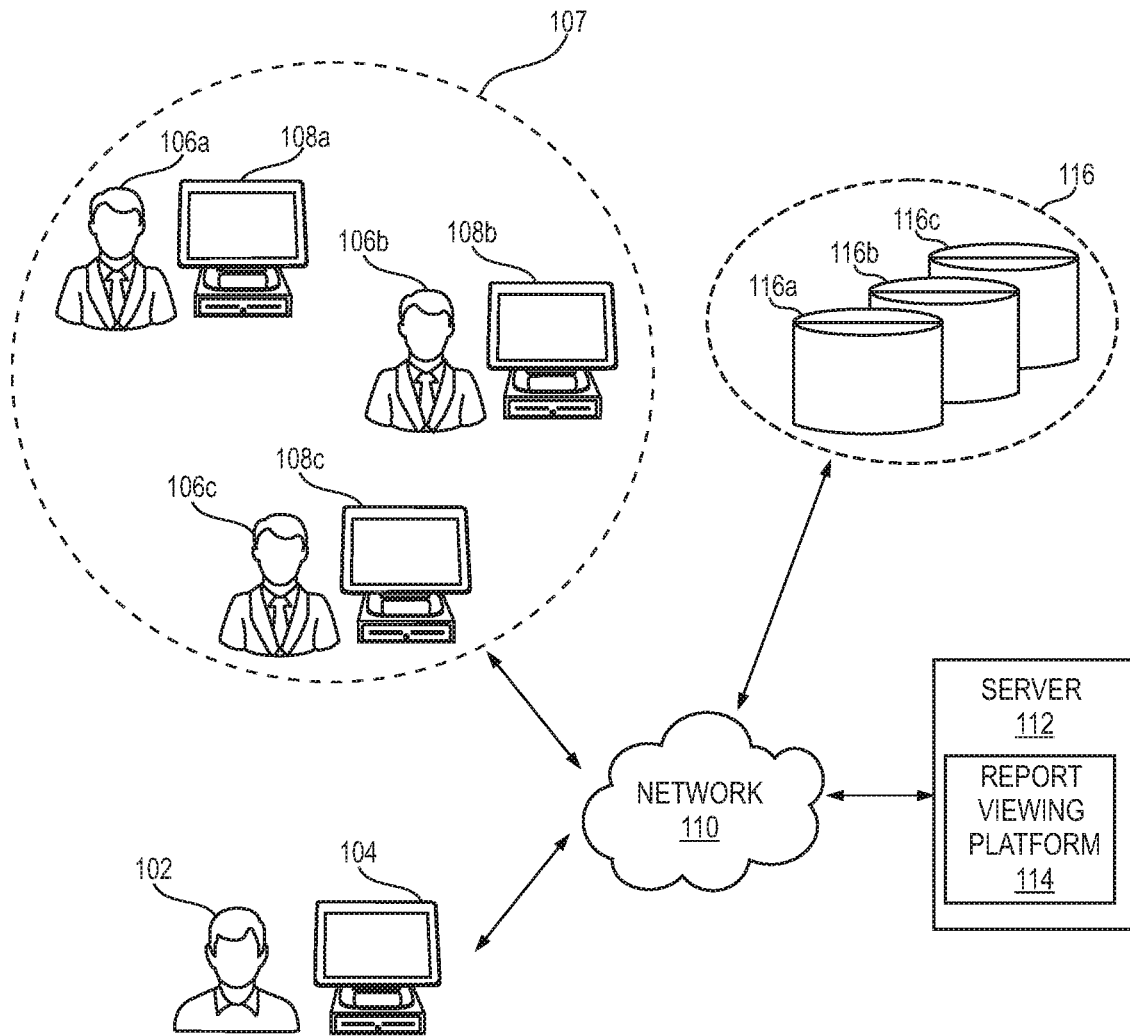 107
106a
108a
106b
108b
106c
108c
116
116c
116b
116a
NETWORK
110
SERVER
112
REPORT
VIEWING
PLATFORM
114
102
104